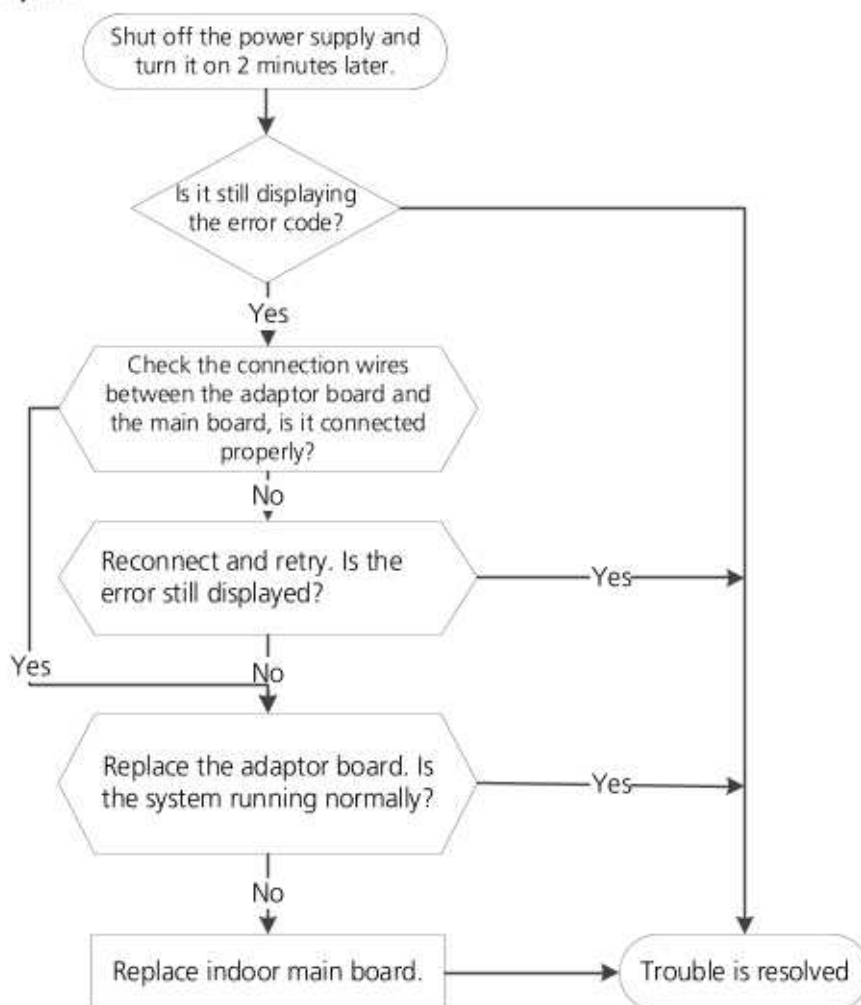 Shut off the power supply and
turn it on 2 minutes later.
Is it still displaying
the error code?
Yes
Check the connection wires
between the adaptor board and
the main board, is it connected
properly?
No
Reconnect and retry. Is the
error still displayed?
Yes
Yes
No
Replace the adaptor board. Is
the system running normally?
Yes
No
Replace indoor main board.
Trouble is resolved